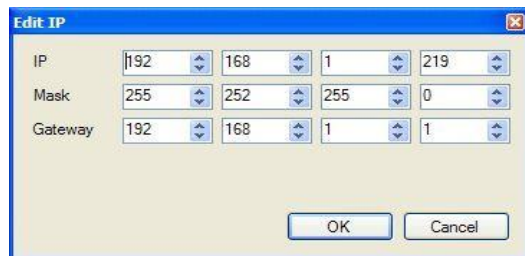 Edit IP
IP 192 168 1 219
Mask 255 252 255 0
Gateway 192 168 1 1
OK Cancel